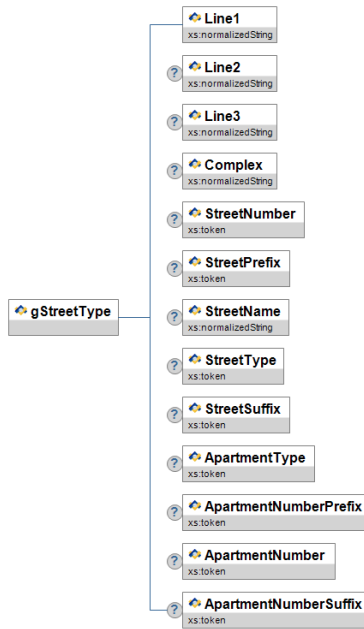 Line1
xs:normalizedString
?
Line2
xs:normalizedString
?
Line3
xs:normalizedString
?
Complex
xs:normalizedString
?
StreetNumber
xs:token
?
StreetPrefix
xs:token
gStreetType
?
StreetName
xs:normalizedString
?
StreetType
xs:token
?
StreetSuffix
xs:token
?
ApartmentType
xs:token
?
ApartmentNumberPrefix
xs:token
?
ApartmentNumber
xs:token
?
ApartmentNumberSuffix
xs:token